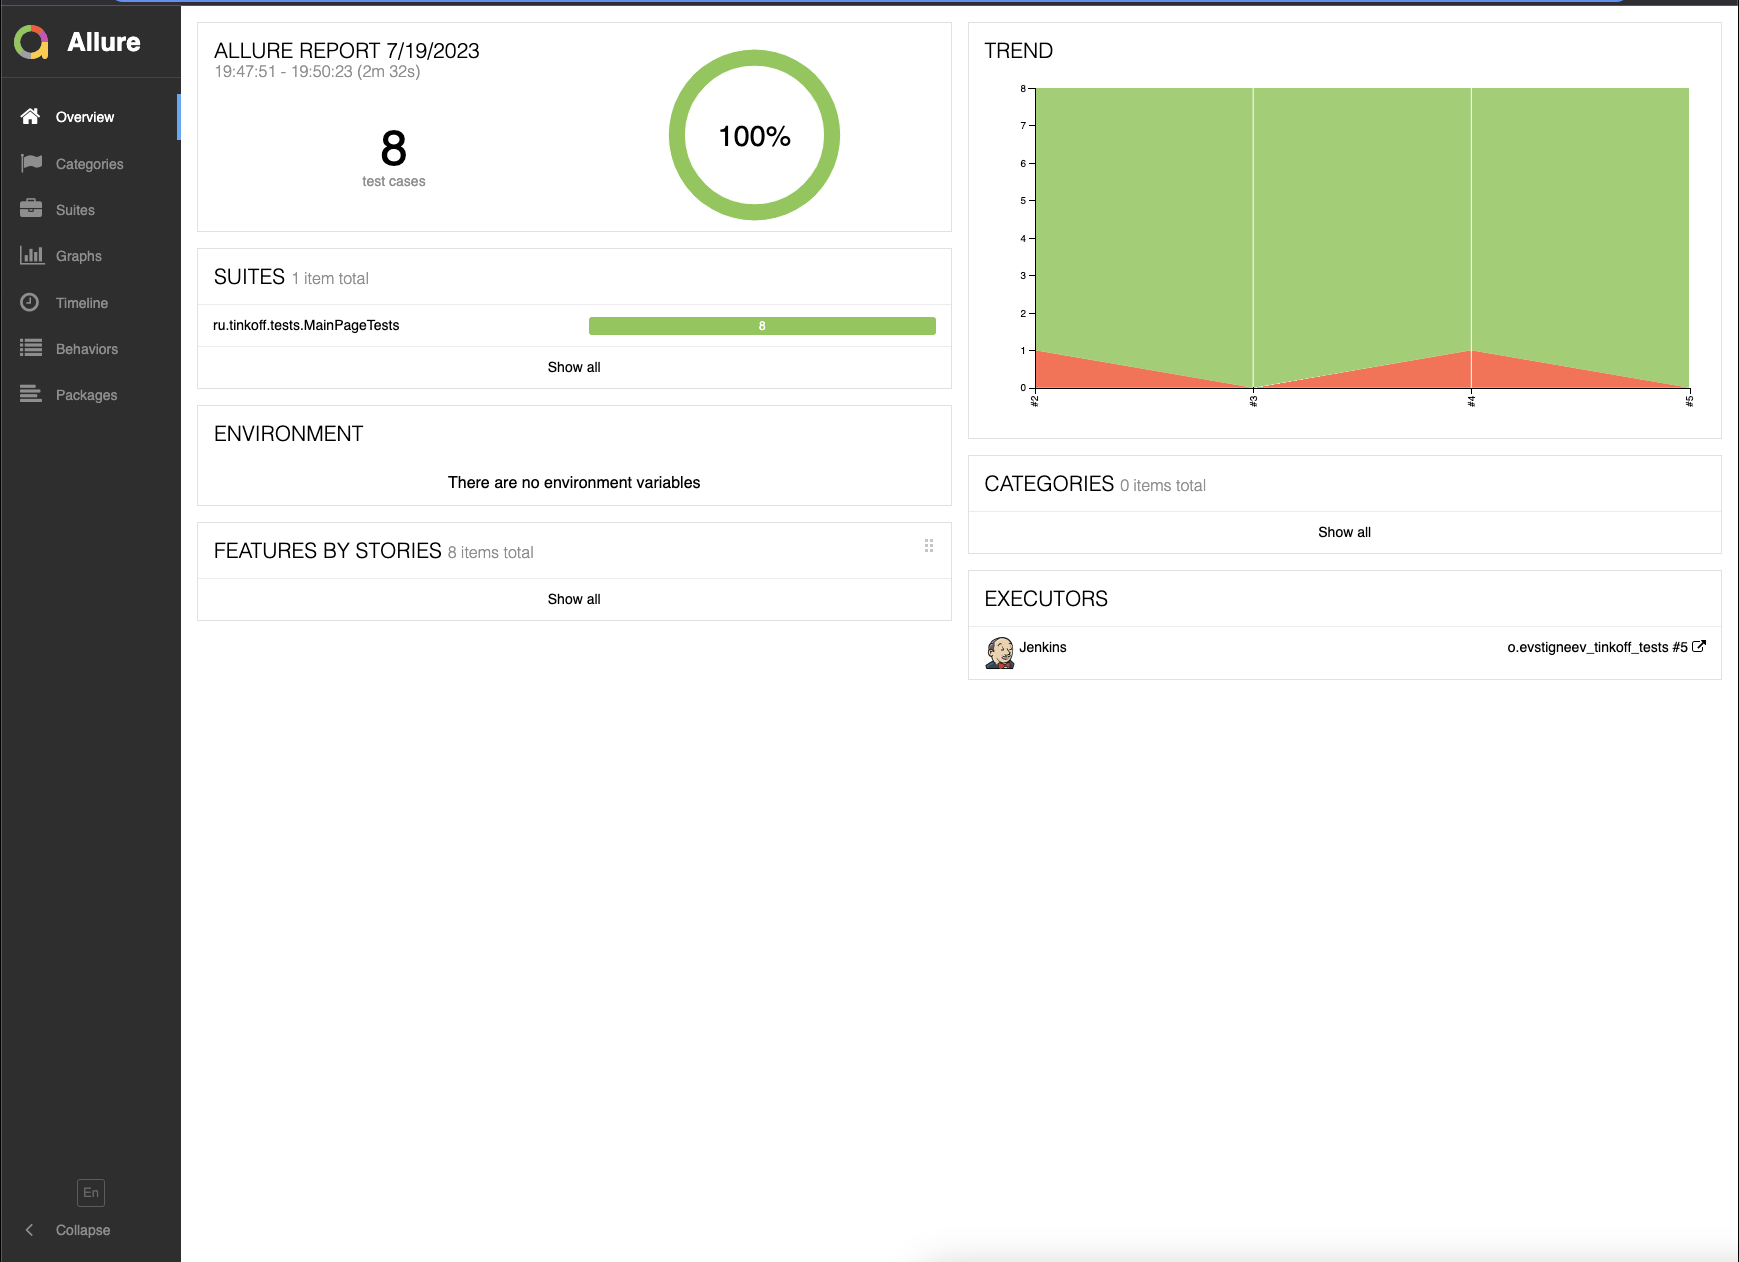 Allure
Overview
Categories
Suites
Graphs
Timeline
Behaviors
Packages
En
Collapse
ALLURE REPORT 7/19/2023
19:47:51 - 19:50:23 (2m 32s)
8
test cases
100%
SUITES 1 item total
ru.tinkoff.tests.MainPageTests 8
Show all
ENVIRONMENT
There are no environment variables
FEATURES BY STORIES 8 items total
Show all
TREND
8
7
6
5
4
3
2
1
0
#2 #3 #4 #5
CATEGORIES 0 items total
Show all
EXECUTORS
Jenkins o.evstigneev_tinkoff_tests #5